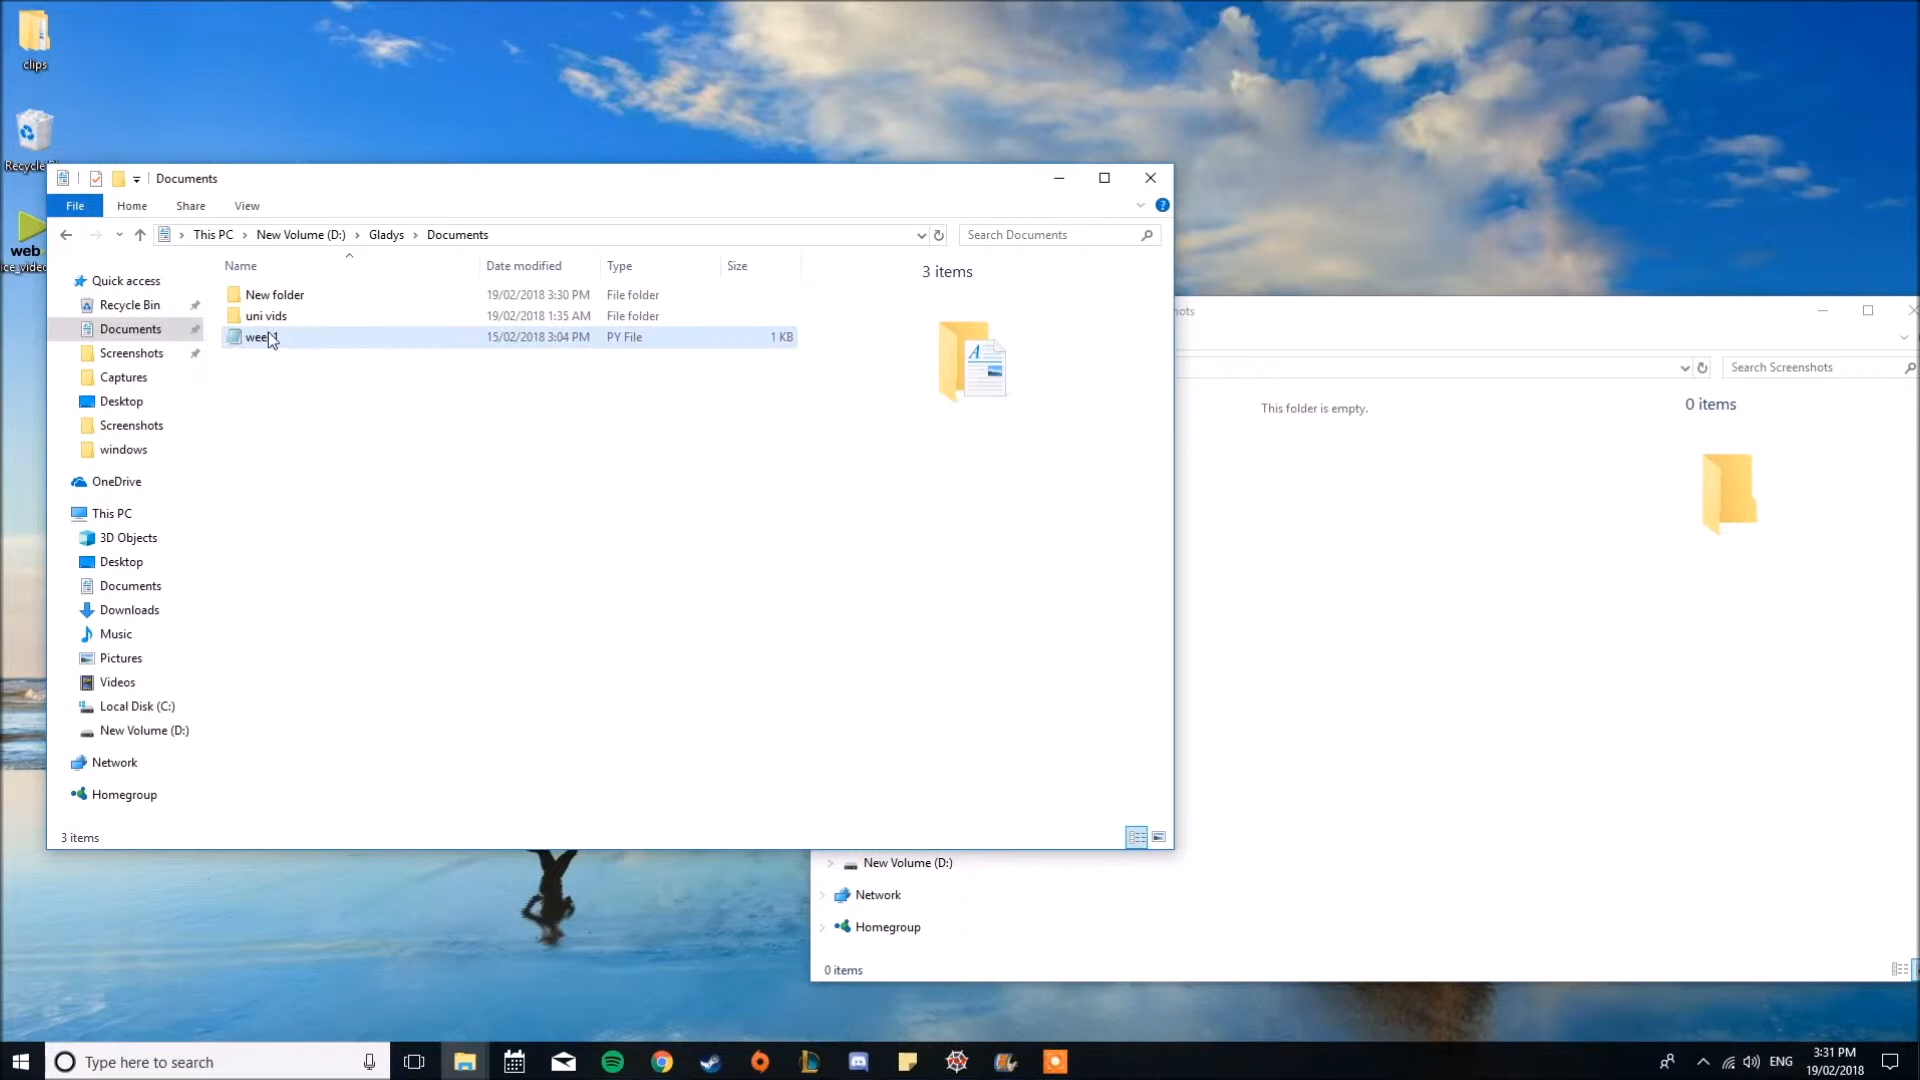 clips
Recycle
web
ice_video
Documents
File
Home
Share
View
This PC
New Volume (D:)
Gladys
Documents
Search Documents
Name
Date modified
Type
Size
New folder
19/02/2018 3:30 PM
File folder
uni vids
19/02/2018 1:35 AM
File folder
15/02/2018 3:04 PM
PY File
1 KB
3 items
Quick access
Recycle Bin
Documents
Screenshots
Captures
Desktop
Screenshots
windows
OneDrive
This PC
3D Objects
Desktop
Documents
Downloads
Music
Pictures
Videos
Local Disk (C:)
New Volume (D:)
Network
Homegroup
3 items
ots
Search Screenshots
This folder is empty.
0 items
New Volume (D:)
Network
Homegroup
0 items
Type here to search
ENG
3:31 PM
19/02/2018